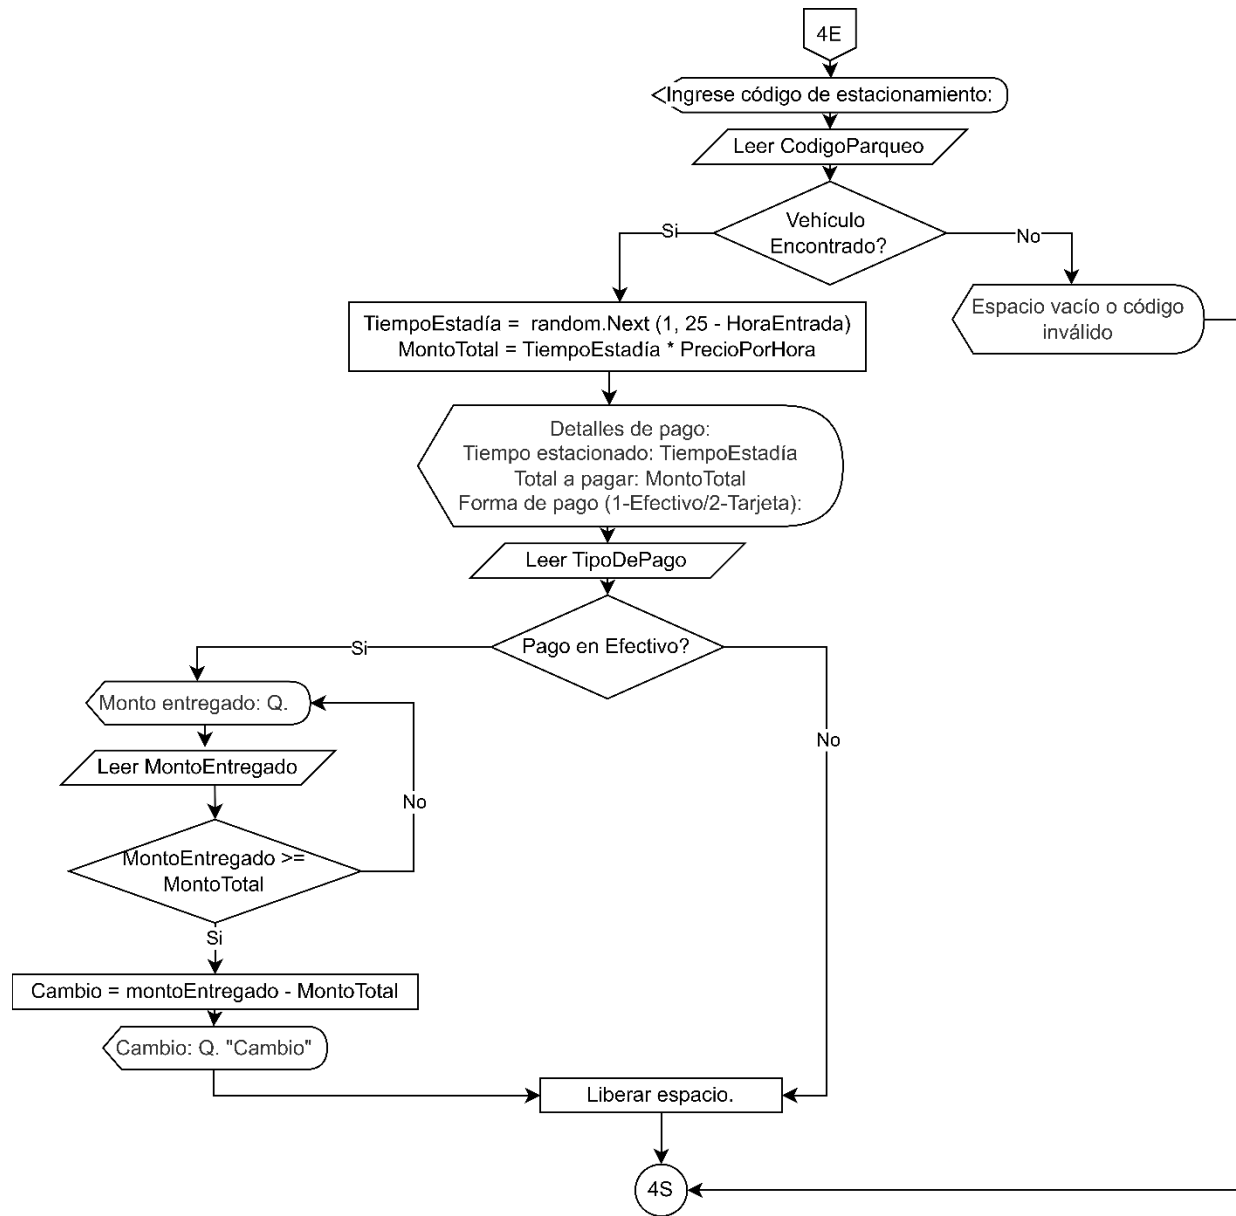 4E
Ingrese código de estacionamiento:
Leer CodigoParqueo
Vehículo
Encontrado?
Si
No
Espacio vacío o código
inválido
TiempoEstadía =  random.Next (1, 25 - HoraEntrada)
MontoTotal = TiempoEstadía * PrecioPorHora
Detalles de pago:
Tiempo estacionado: TiempoEstadía
Total a pagar: MontoTotal
Forma de pago (1-Efectivo/2-Tarjeta):
Leer TipoDePago
Pago en Efectivo?
Si
No
Monto entregado: Q.
Leer MontoEntregado
No
MontoEntregado >=
MontoTotal
Si
Cambio = montoEntregado - MontoTotal
Cambio: Q. "Cambio"
Liberar espacio.
4S